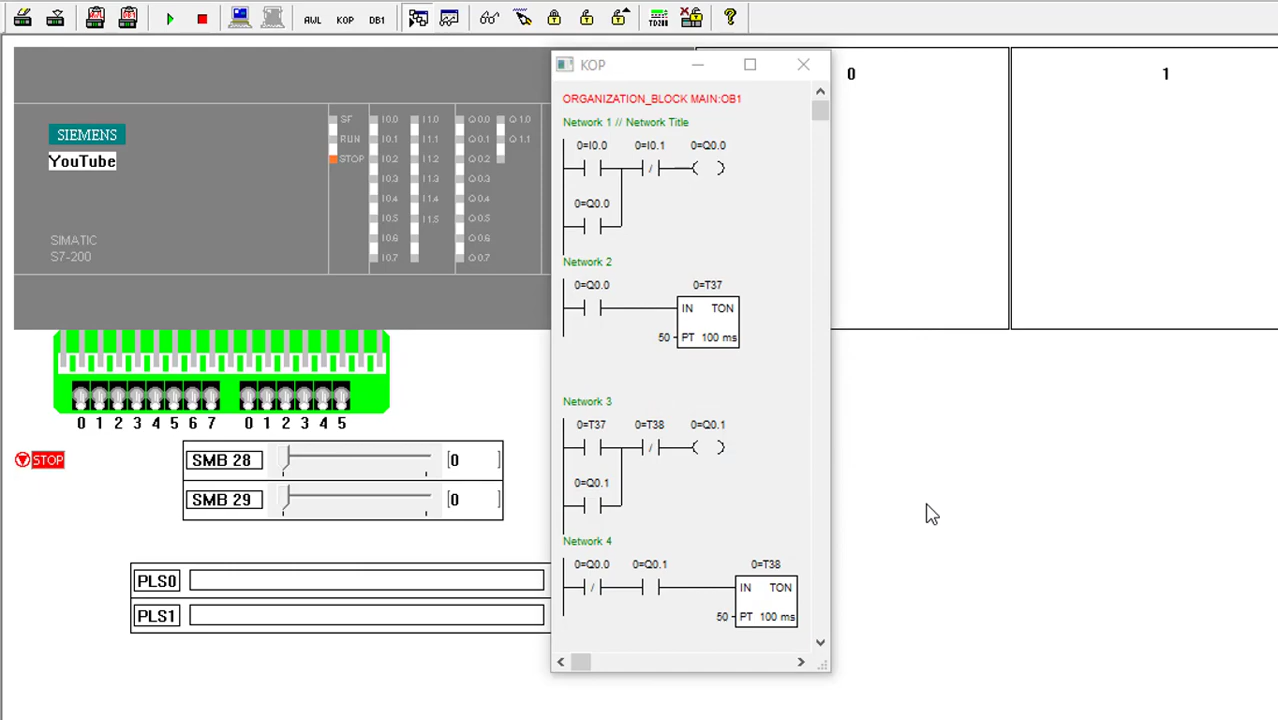 AWL KOP DB1 TD200
SIEMENS
YouTube
SIMATIC
S7-200
SF I0.0 I1.0 Q0.0 Q1.0
RUN I0.1 I1.1 Q0.1 Q1.1
STOP I0.2 I1.2 Q0.2
I0.3 I1.3 Q0.3
I0.4 I1.4 Q0.4
I0.5 I1.5 Q0.5
I0.6 Q0.6
I0.7 Q0.7
0 1 2 3 4 5 6 7 0 1 2 3 4 5
STOP
SMB 28 [0 ]
SMB 29 [0 ]
PLS0
PLS1
KOP
ORGANIZATION_BLOCK MAIN:OB1
Network 1 // Network Title
0=I0.0 0=I0.1 0=Q0.0
/ ( )
0=Q0.0
Network 2
0=Q0.0 0=T37
IN TON
50 PT 100 ms
Network 3
0=T37 0=T38 0=Q0.1
/ ( )
0=Q0.1
Network 4
0=Q0.0 0=Q0.1 0=T38
/ IN TON
50 PT 100 ms
0
1